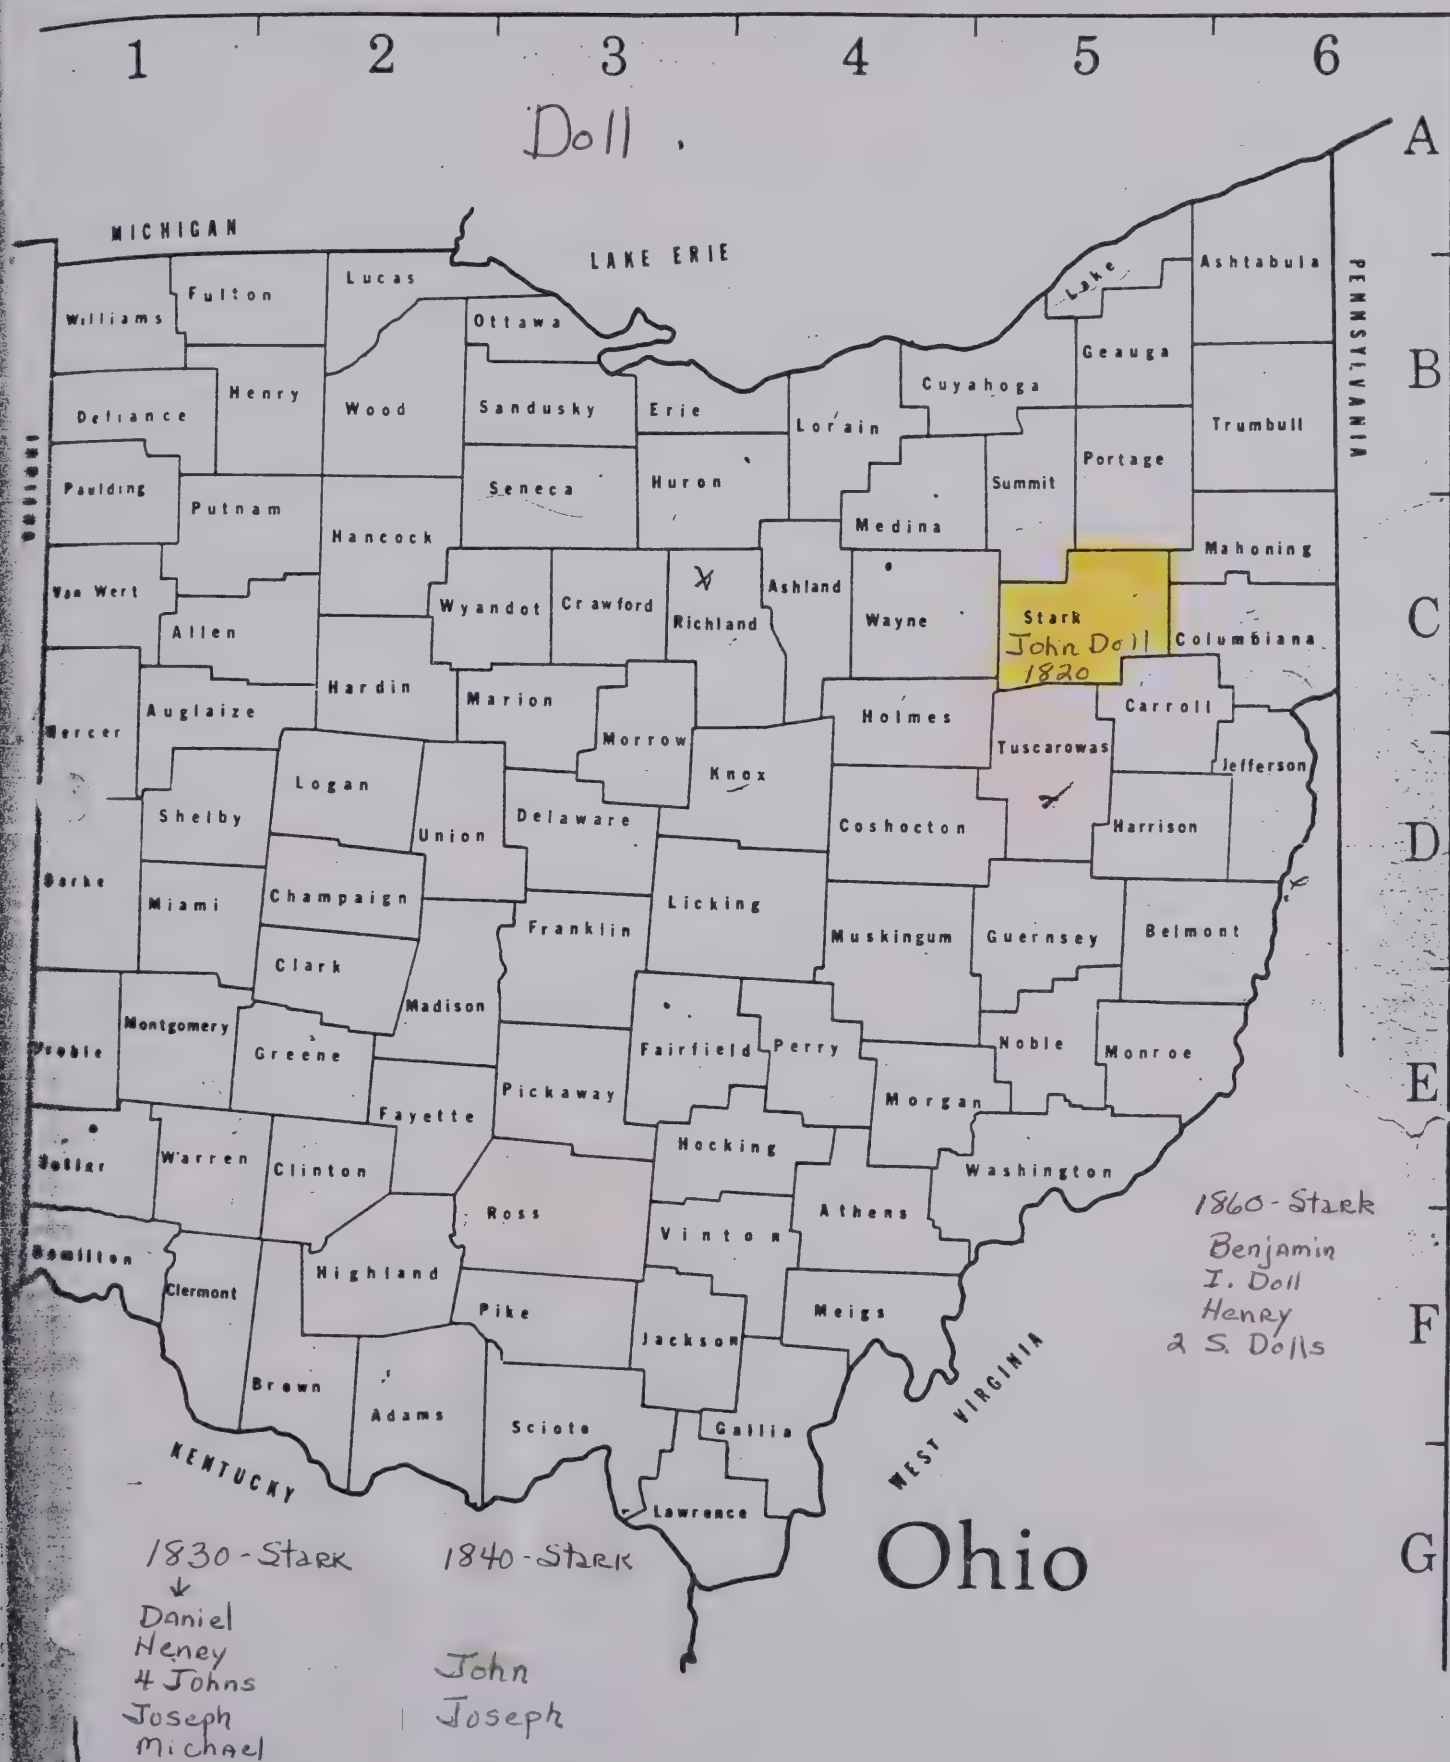 1 2 3 4 5 6
Doll
A
MICHIGAN
LAKE ERIE
Lake
Ashtabula
PENNSYLVANIA
Lucas
Fulton
Williams
Ottawa
Geauga
B
Cuyahoga
Henry
Wood
Sandusky
Erie
Defiance
Lorain
Trumbull
Portage
Summit
Paulding
Seneca
Huron
Putnam
Medina
Hancock
Mahoning
Ashland
Van Wert
Wyandot
Crawford
Richland
Wayne
Stark
C
Allen
John Doll
1820
Columbiana
Hardin
Marion
Carroll
Auglaize
Holmes
Mercer
Morrow
Tuscarowas
Knox
Jefferson
Logan
Shelby
Delaware
Union
Coshocton
Harrison
D
Darke
Champaign
Miami
Licking
Franklin
Muskingum
Guernsey
Belmont
Clark
Madison
Montgomery
Greene
Fairfield
Perry
Noble
Monroe
Preble
Pickaway
Morgan
E
Fayette
Hocking
Butler
Warren
Clinton
Washington
Ross
Athens
Vinton
1860 - Stark
Benjamin
I. Doll
Henry
2 S. Dolls
Hamilton
Highland
Clermont
Pike
Meigs
F
Jackson
Brown
Adams
Scioto
Gallia
WEST VIRGINIA
KENTUCKY
Lawrence
Ohio
G
1830 - Stark
Daniel
Heney
4 Johns
Joseph
Michael
1840 - Stark
John
Joseph